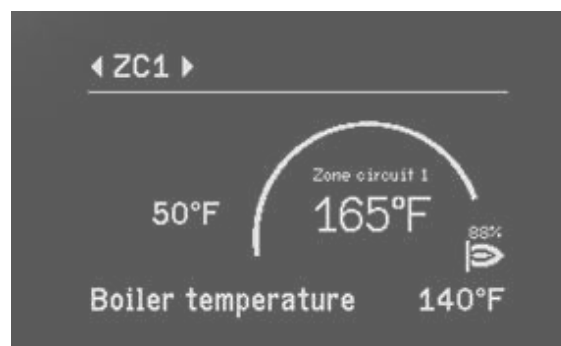 ZC1
Zone circuit 1
50°F 165°F
88%
Boiler temperature 140°F